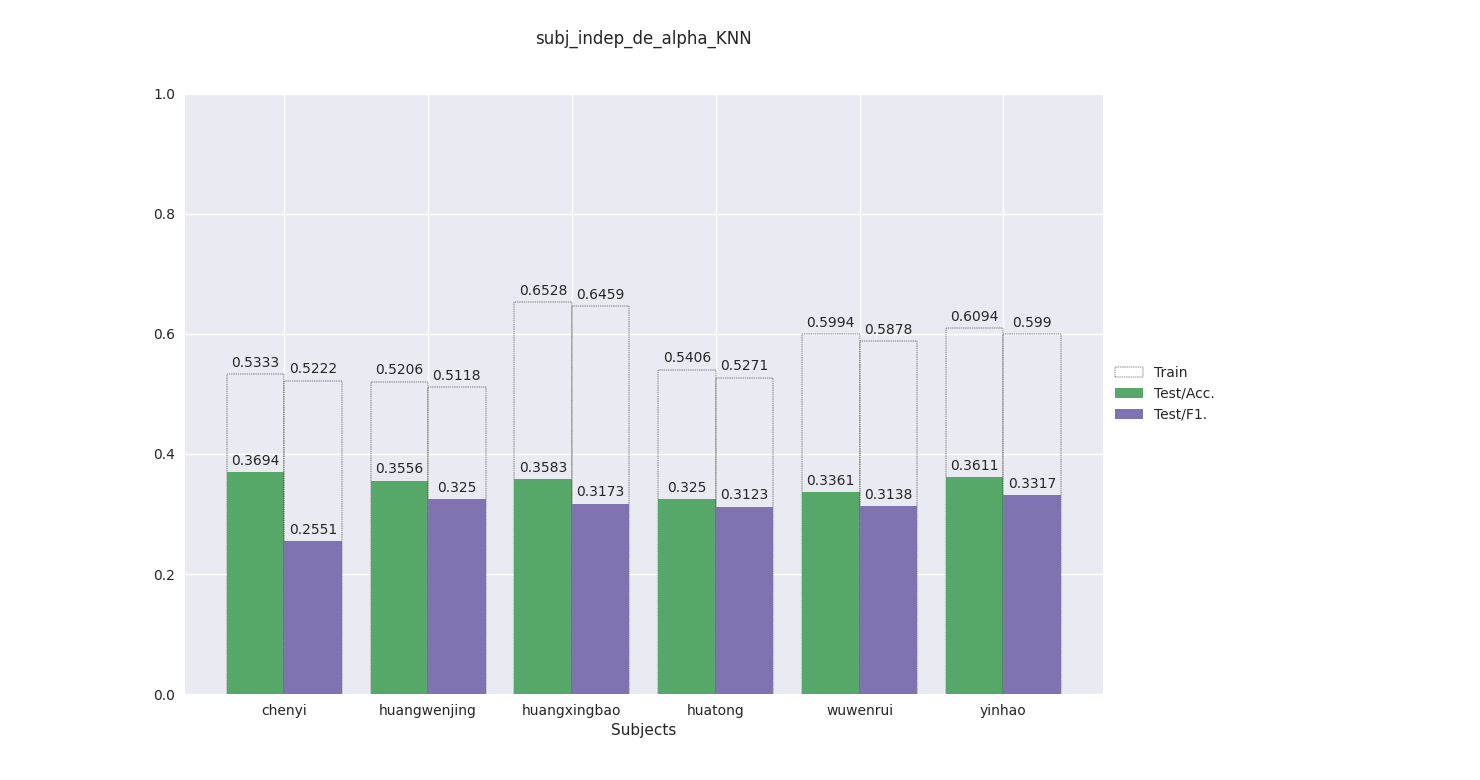 subj_indep_de_alpha_KNN
1.0
0.8
0.6
0.4
0.2
0.0
0.5333 0.5222 0.5206 0.5118 0.6528 0.6459 0.5406 0.5271 0.5994 0.5878 0.6094 0.599
0.3694 0.2551 0.3556 0.325 0.3583 0.3173 0.325 0.3123 0.3361 0.3138 0.3611 0.3317
chenyi huangwenjing huangxingbao huatong wuwenrui yinhao
Subjects
Train
Test/Acc.
Test/F1.